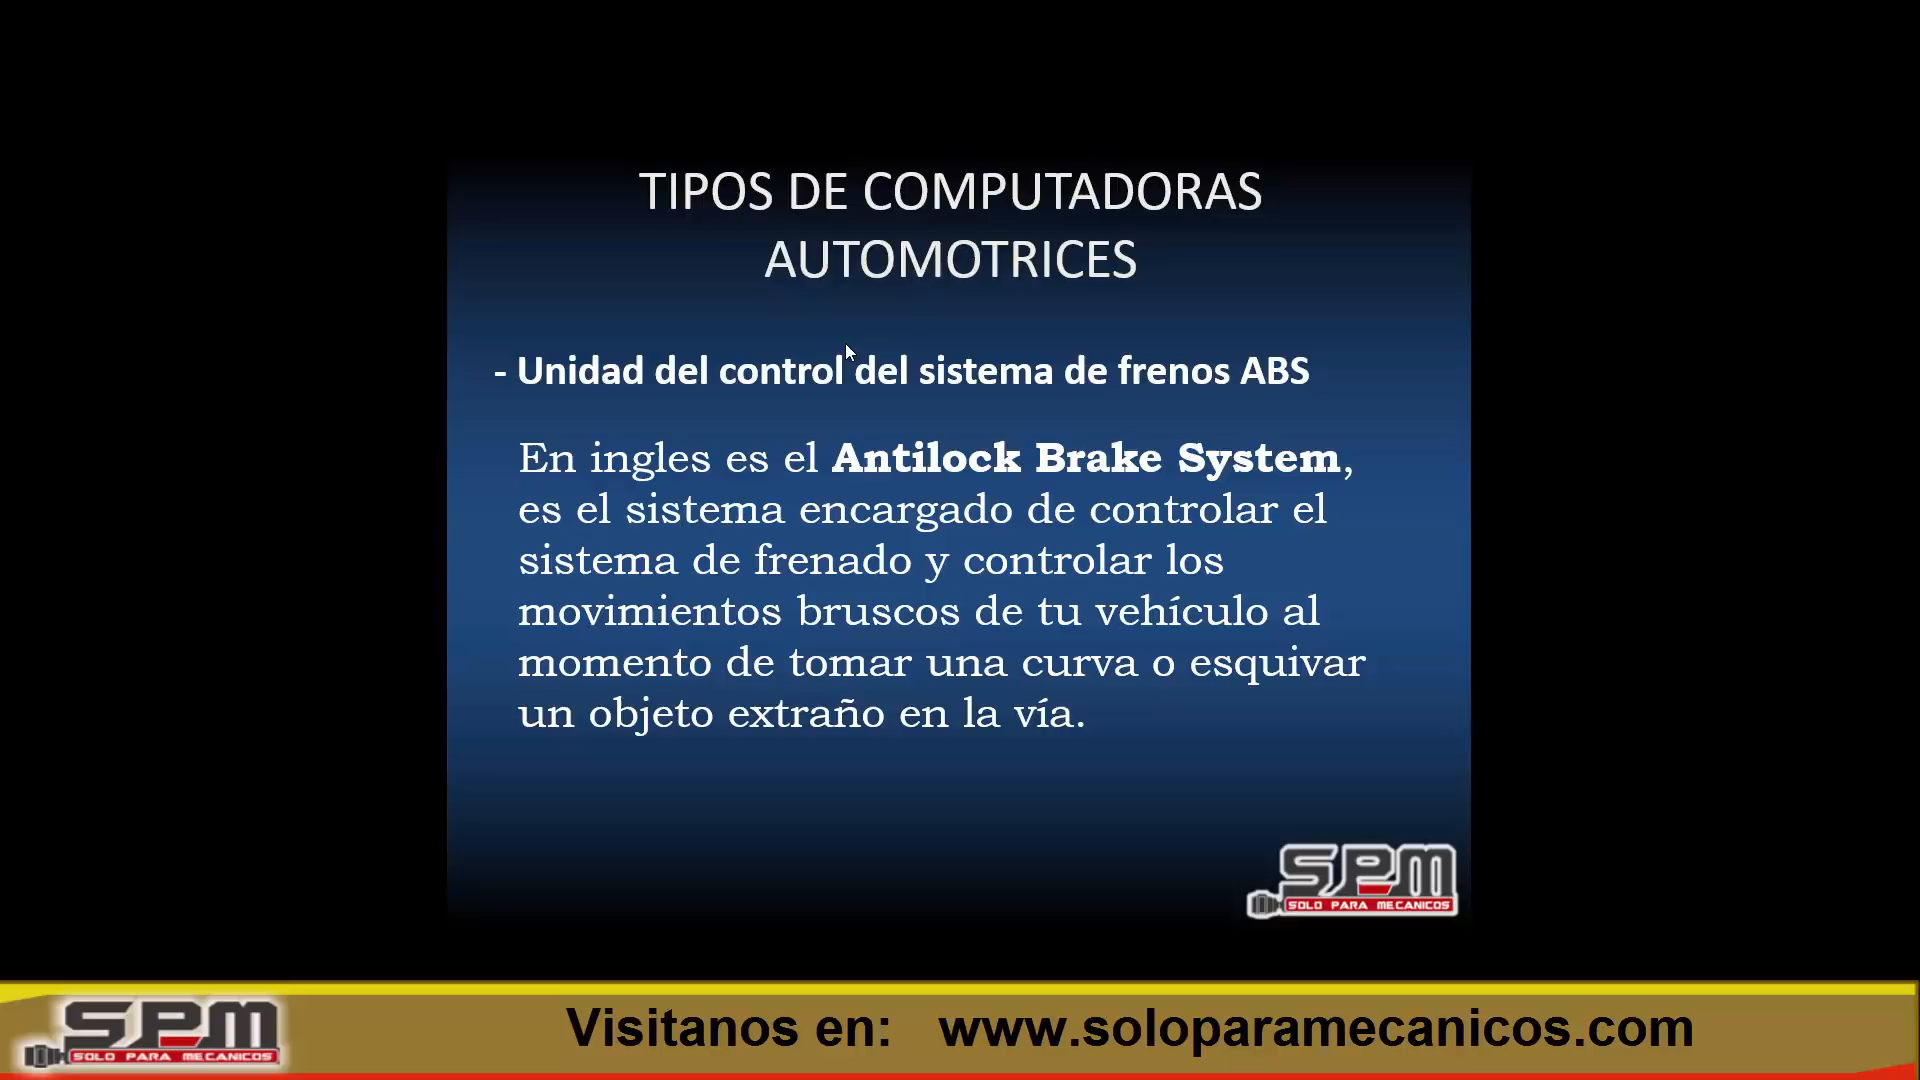 TIPOS DE COMPUTADORAS
AUTOMOTRICES
- Unidad del control del sistema de frenos ABS
En ingles es el Antilock Brake System,
es el sistema encargado de controlar el
sistema de frenado y controlar los
movimientos bruscos de tu vehículo al
momento de tomar una curva o esquivar
un objeto extraño en la vía.
SPM
SOLO PARA MECANICOS
SPM
SOLO PARA MECANICOS
Visitanos en: www.soloparamecanicos.com